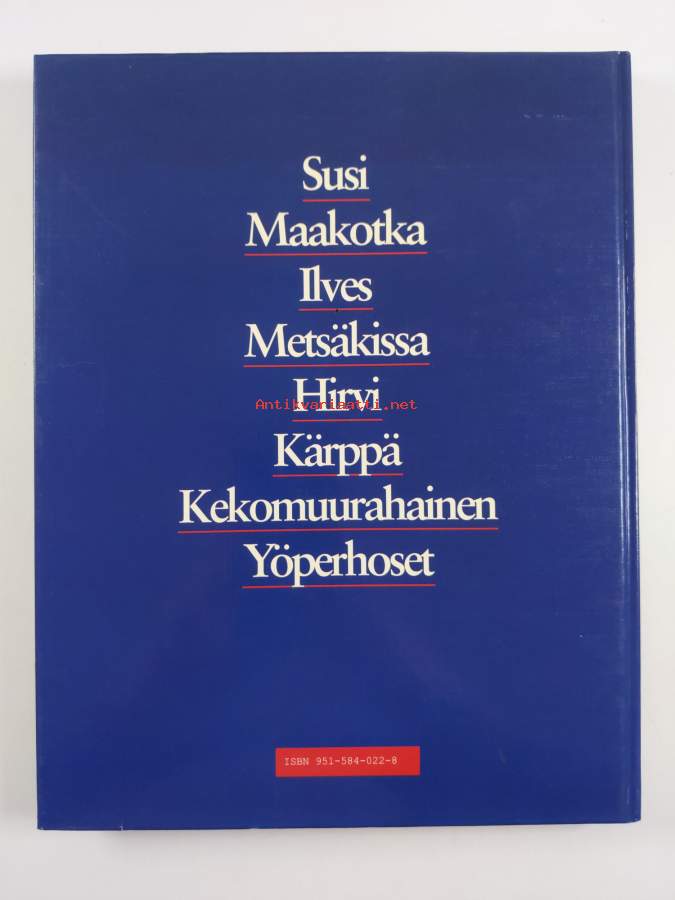 Susi
Maakotka
Ilves
Metsäkissa
Hirvi
Antikvariaatti.net
Kärppä
Kekomuurahainen
Yöperhoset
ISBN 951-584-022-8